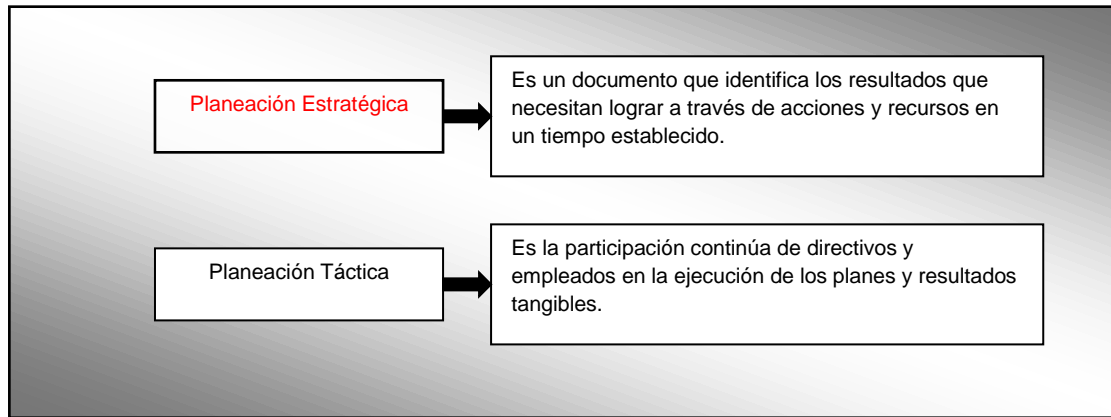 Planeación Estratégica
Es un documento que identifica los resultados que
necesitan lograr a través de acciones y recursos en
un tiempo establecido.
Planeación Táctica
Es la participación continúa de directivos y
empleados en la ejecución de los planes y resultados
tangibles.